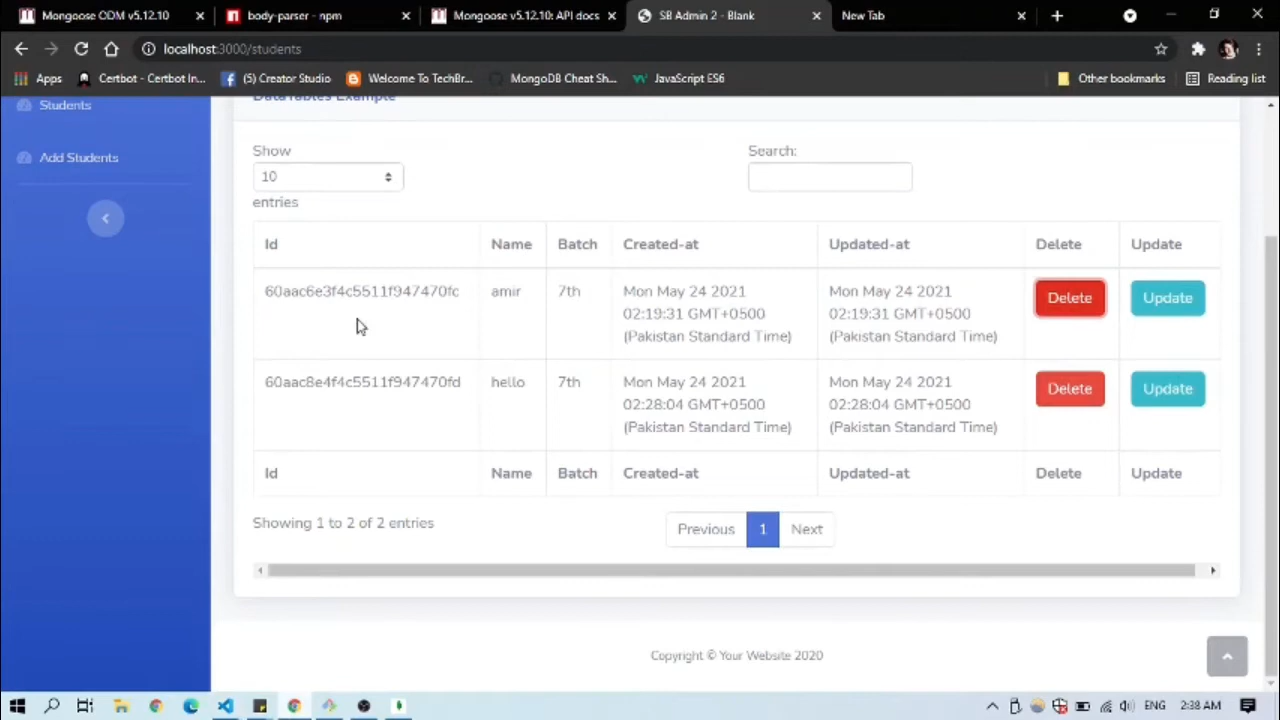 Mongoose ODM v5.12.10
body-parser - npm
Mongoose v5.12.10: API docs
SB Admin 2 - Blank
New Tab
localhost:3000/students
Apps
Certbot - Certbot In...
(5) Creator Studio
Welcome To TechBr...
MongoDB Cheat Sh...
JavaScript ES6
Other bookmarks
Reading list
Students
Add Students
DataTables Example
Show
10
entries
Search:
Id Name Batch Created-at Updated-at Delete Update
60aac6e3f4c5511f947470fc amir 7th Mon May 24 2021 Mon May 24 2021 Delete Update
02:19:31 GMT+0500 02:19:31 GMT+0500
(Pakistan Standard Time) (Pakistan Standard Time)
60aac8e4f4c5511f947470fd hello 7th Mon May 24 2021 Mon May 24 2021 Delete Update
02:28:04 GMT+0500 02:28:04 GMT+0500
(Pakistan Standard Time) (Pakistan Standard Time)
Id Name Batch Created-at Updated-at Delete Update
Showing 1 to 2 of 2 entries
Previous 1 Next
Copyright © Your Website 2020
ENG 2:38 AM